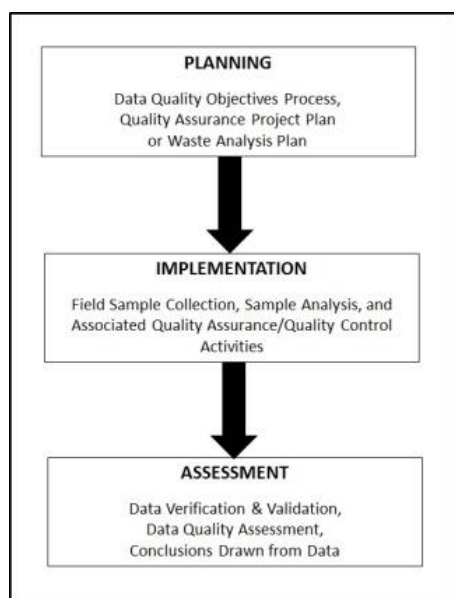 PLANNING
Data Quality Objectives Process,
Quality Assurance Project Plan
or Waste Analysis Plan
IMPLEMENTATION
Field Sample Collection, Sample Analysis, and
Associated Quality Assurance/Quality Control
Activities
ASSESSMENT
Data Verification & Validation,
Data Quality Assessment,
Conclusions Drawn from Data